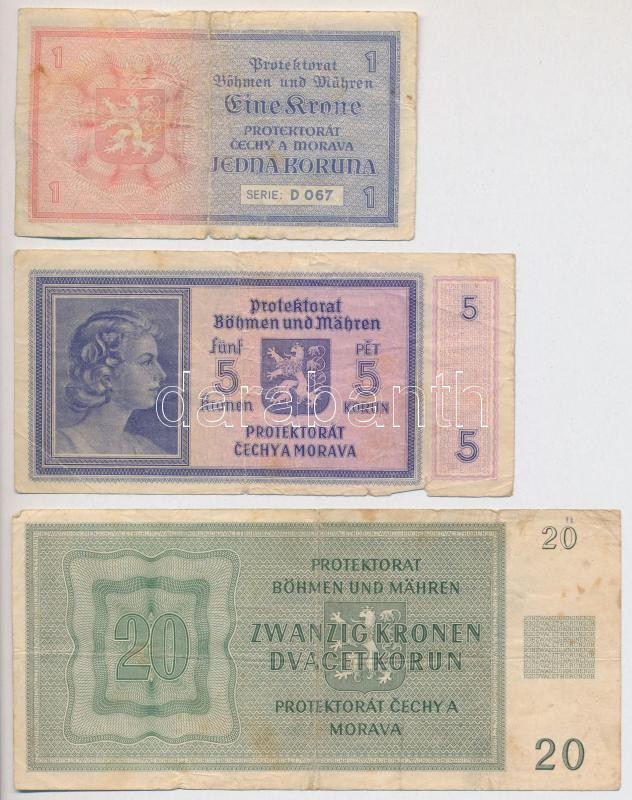 1
1
Protektorat
Böhmen und Mähren
Eine Krone
PROTEKTORÁT
ČECHY A MORAVA
JEDNA KORUNA
SERIE: D 067
1
1
Protektorat
Böhmen und Mähren
fünf PĚT
5 5
Kronen KORUN
PROTEKTORÁT
ČECHY A MORAVA
5
5
darabanth
20
PROTEKTORAT
BÖHMEN UND MÄHREN
ZWANZIG KRONEN
DVACET KORUN
PROTEKTORÁT ČECHY A
MORAVA
20
20